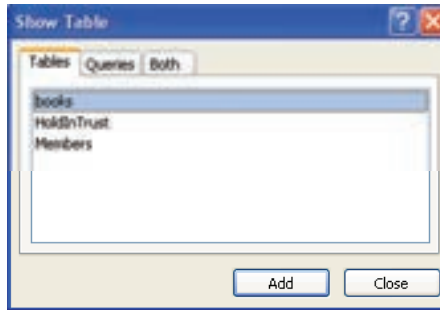 Show Table
Tables Queries Both
books
HoldInTrust
Members
Add Close